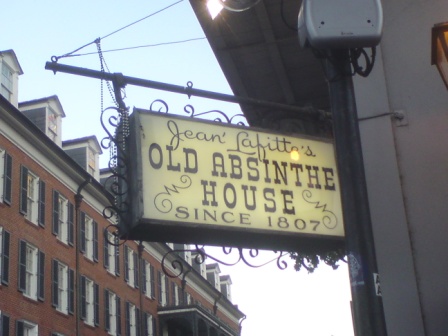 Jean Lafitte's
OLD ABSINTHE
HOUSE
SINCE 1807